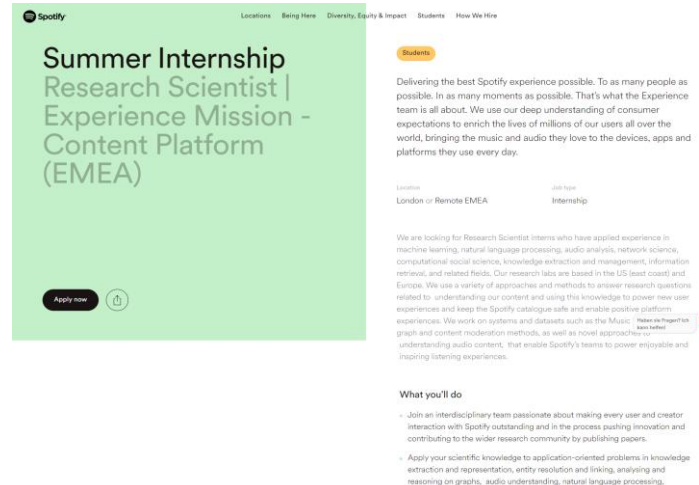 Spotify
Locations Being Here Diversity, Equity & Impact Students How We Hire
Summer Internship
Research Scientist |
Experience Mission -
Content Platform
(EMEA)
Apply now
Students
Delivering the best Spotify experience possible. To as many people as
possible. In as many moments as possible. That's what the Experience
team is all about. We use our deep understanding of consumer
expectations to enrich the lives of millions of our users all over the
world, bringing the music and audio they love to the devices, apps and
platforms they use every day.
Location
London or Remote EMEA
Job type
Internship
We are looking for Research Scientist interns who have applied experience in
machine learning, natural language processing, audio analysis, network science,
computational social science, knowledge extraction and management, information
retrieval, and related fields. Our research labs are based in the US (east coast) and
Europe. We use a variety of approaches and methods to answer research questions
related to understanding our content and using this knowledge to power new user
experiences and keep the Spotify catalogue safe and enable positive platform
experiences. We work on systems and datasets such as the Music
graph and content moderation methods, as well as novel approaches to
understanding audio content, that enable Spotify's teams to power enjoyable and
inspiring listening experiences.
Haben sie Fragen? Ich
kann helfen!
What you'll do
Join an interdisciplinary team passionate about making every user and creator
interaction with Spotify outstanding and in the process pushing innovation and
contributing to the wider research community by publishing papers.
Apply your scientific knowledge to application-oriented problems in knowledge
extraction and representation, entity resolution and linking, analysing and
reasoning on graphs, audio understanding, natural language processing,